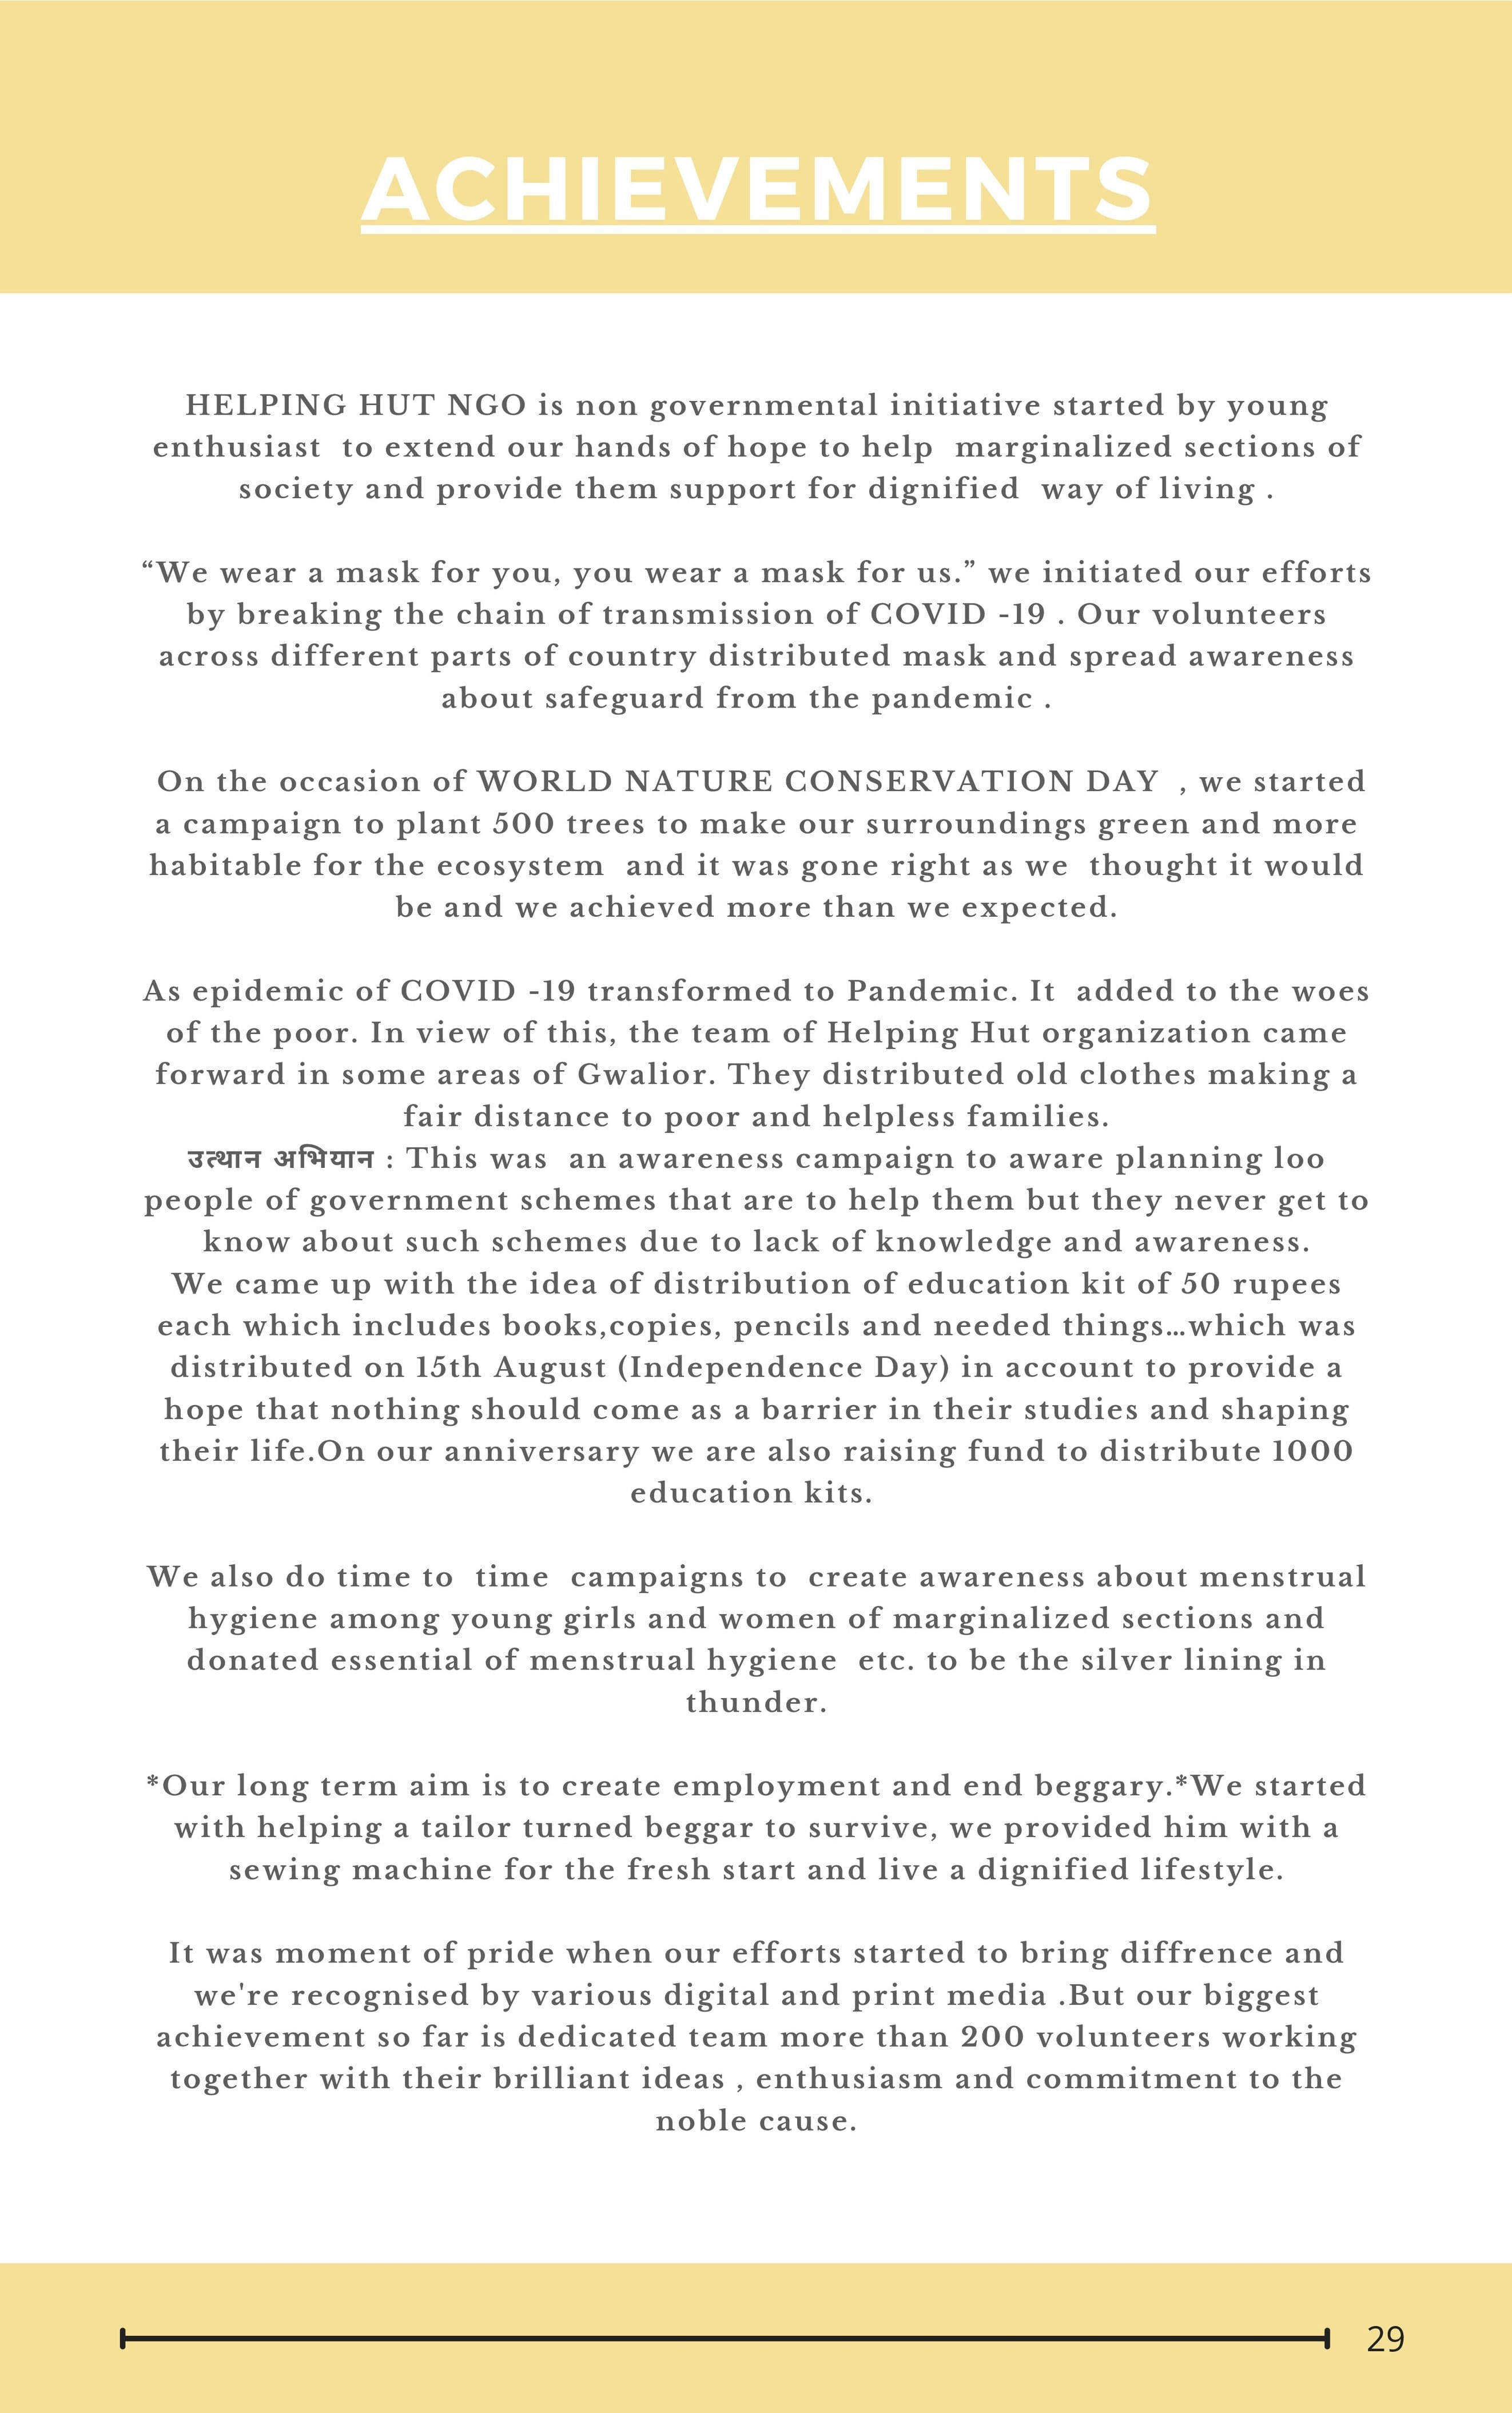 ACHIEVEMENTS
HELPING HUT NGO is non governmental initiative started by young
enthusiast to extend our hands of hope to help marginalized sections of
society and provide them support for dignified way of living .
“We wear a mask for you, you wear a mask for us.” we initiated our efforts
by breaking the chain of transmission of COVID -19 . Our volunteers
across different parts of country distributed mask and spread awareness
about safeguard from the pandemic .
On the occasion of WORLD NATURE CONSERVATION DAY , we started
a campaign to plant 500 trees to make our surroundings green and more
habitable for the ecosystem and it was gone right as we thought it would
be and we achieved more than we expected.
As epidemic of COVID -19 transformed to Pandemic. It added to the woes
of the poor. In view of this, the team of Helping Hut organization came
forward in some areas of Gwalior. They distributed old clothes making a
fair distance to poor and helpless families.
उत्थान अभियान : This was an awareness campaign to aware planning loo
people of government schemes that are to help them but they never get to
know about such schemes due to lack of knowledge and awareness.
We came up with the idea of distribution of education kit of 50 rupees
each which includes books,copies, pencils and needed things...which was
distributed on 15th August (Independence Day) in account to provide a
hope that nothing should come as a barrier in their studies and shaping
their life.On our anniversary we are also raising fund to distribute 1000
education kits.
We also do time to time campaigns to create awareness about menstrual
hygiene among young girls and women of marginalized sections and
donated essential of menstrual hygiene etc. to be the silver lining in
thunder.
*Our long term aim is to create employment and end beggary.*We started
with helping a tailor turned beggar to survive, we provided him with a
sewing machine for the fresh start and live a dignified lifestyle.
It was moment of pride when our efforts started to bring diffrence and
we're recognised by various digital and print media .But our biggest
achievement so far is dedicated team more than 200 volunteers working
together with their brilliant ideas , enthusiasm and commitment to the
noble cause.
29